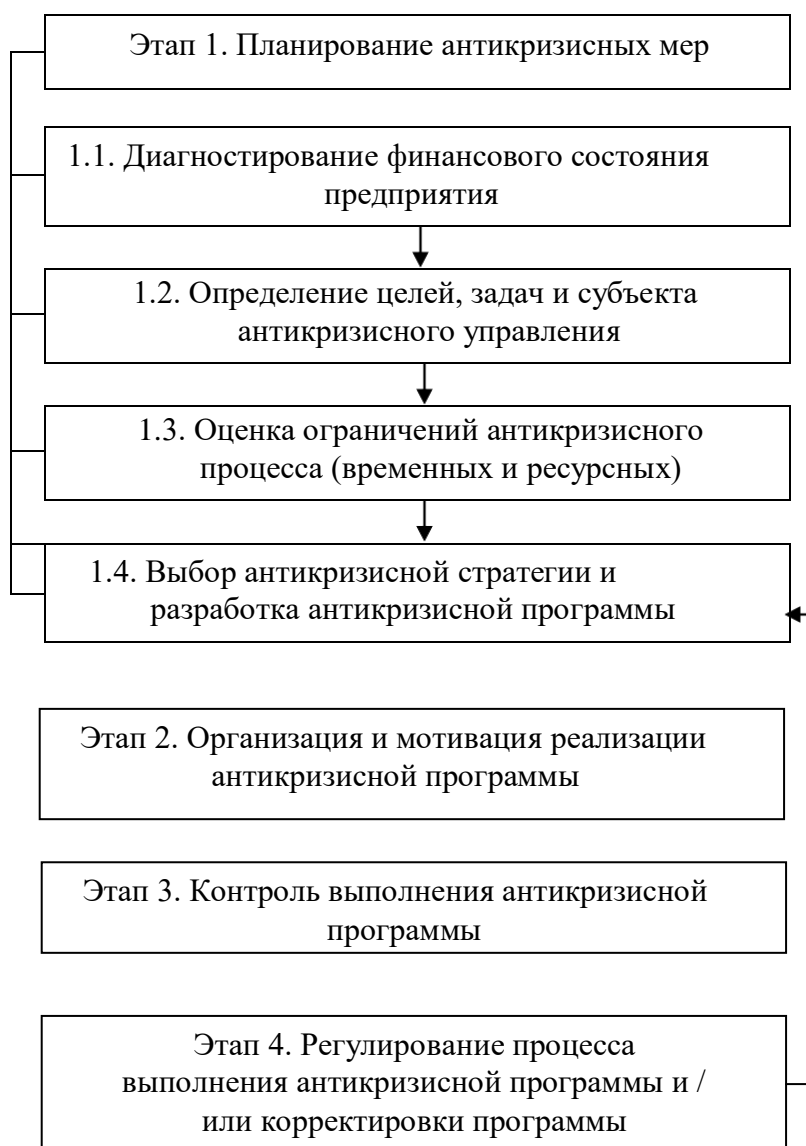 Этап 1. Планирование антикризисных мер
1.1. Диагностирование финансового состояния
предприятия
1.2. Определение целей, задач и субъекта
антикризисного управления
1.3. Оценка ограничений антикризисного
процесса (временных и ресурсных)
1.4. Выбор антикризисной стратегии и
разработка антикризисной программы
Этап 2. Организация и мотивация реализации
антикризисной программы
Этап 3. Контроль выполнения антикризисной
программы
Этап 4. Регулирование процесса
выполнения антикризисной программы и /
или корректировки программы